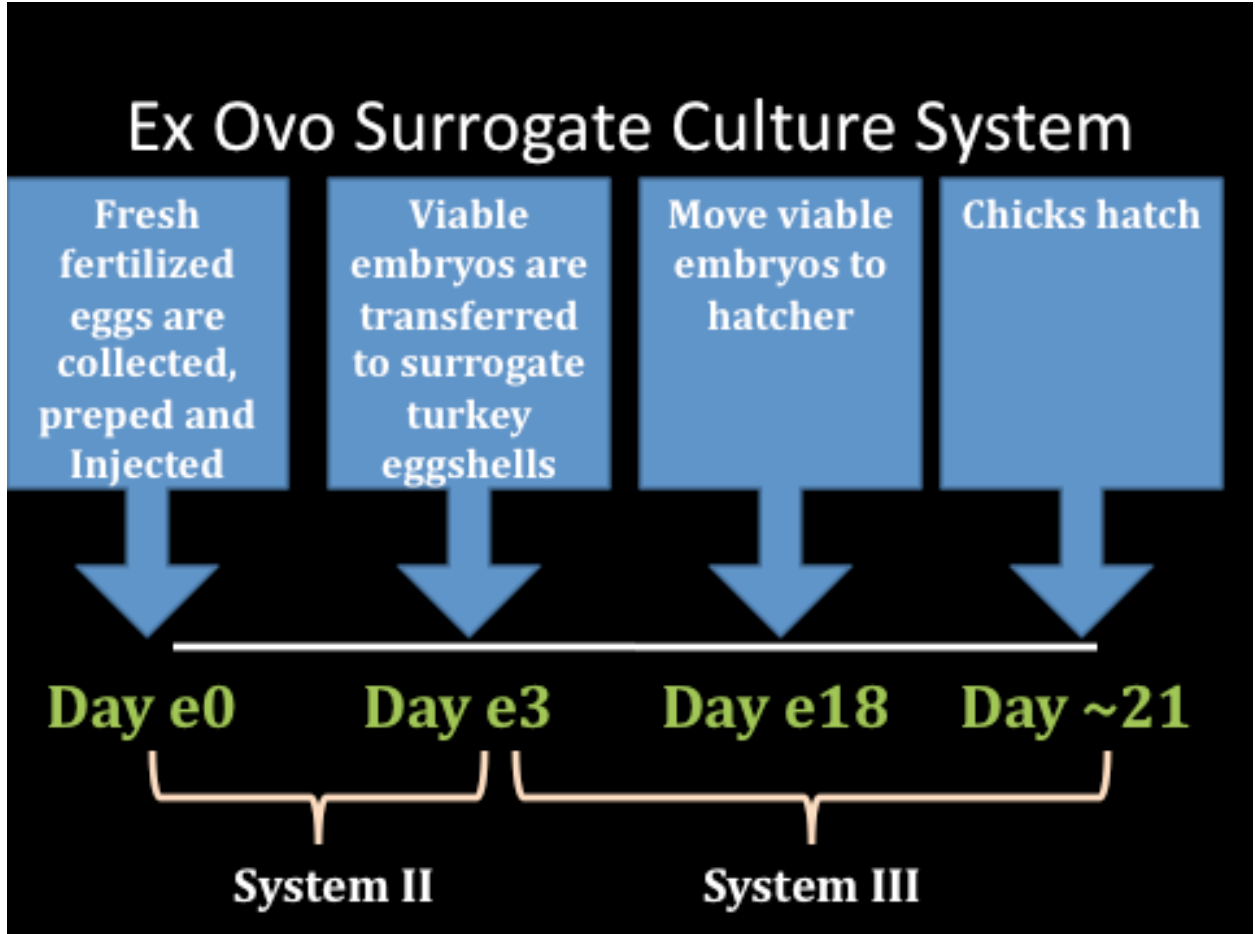 Ex Ovo Surrogate Culture System
Fresh
fertilized
eggs are
collected,
preped and
Injected
Viable
embryos are
transferred
to surrogate
turkey
eggshells
Move viable
embryos to
hatcher
Chicks hatch
Day e0
Day e3
Day e18
Day ~21
System II
System III